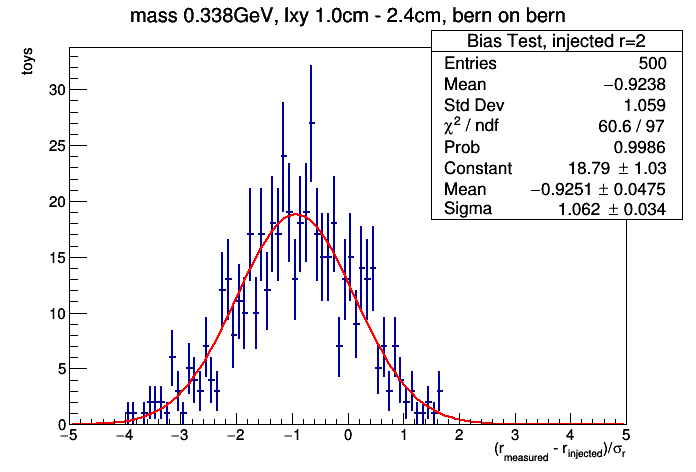 mass 0.338GeV, lxy 1.0cm - 2.4cm, bern on bern
Bias Test, injected r=2
Entries 500
Mean −0.9238
Std Dev 1.059
χ² / ndf 60.6 / 97
Prob 0.9986
Constant 18.79 ± 1.03
Mean −0.9251 ± 0.0475
Sigma 1.062 ± 0.034
toys
30
25
20
15
10
5
0
−5 −4 −3 −2 −1 0 1 2 3 4 5
(r_measured - r_injected)/σ_r